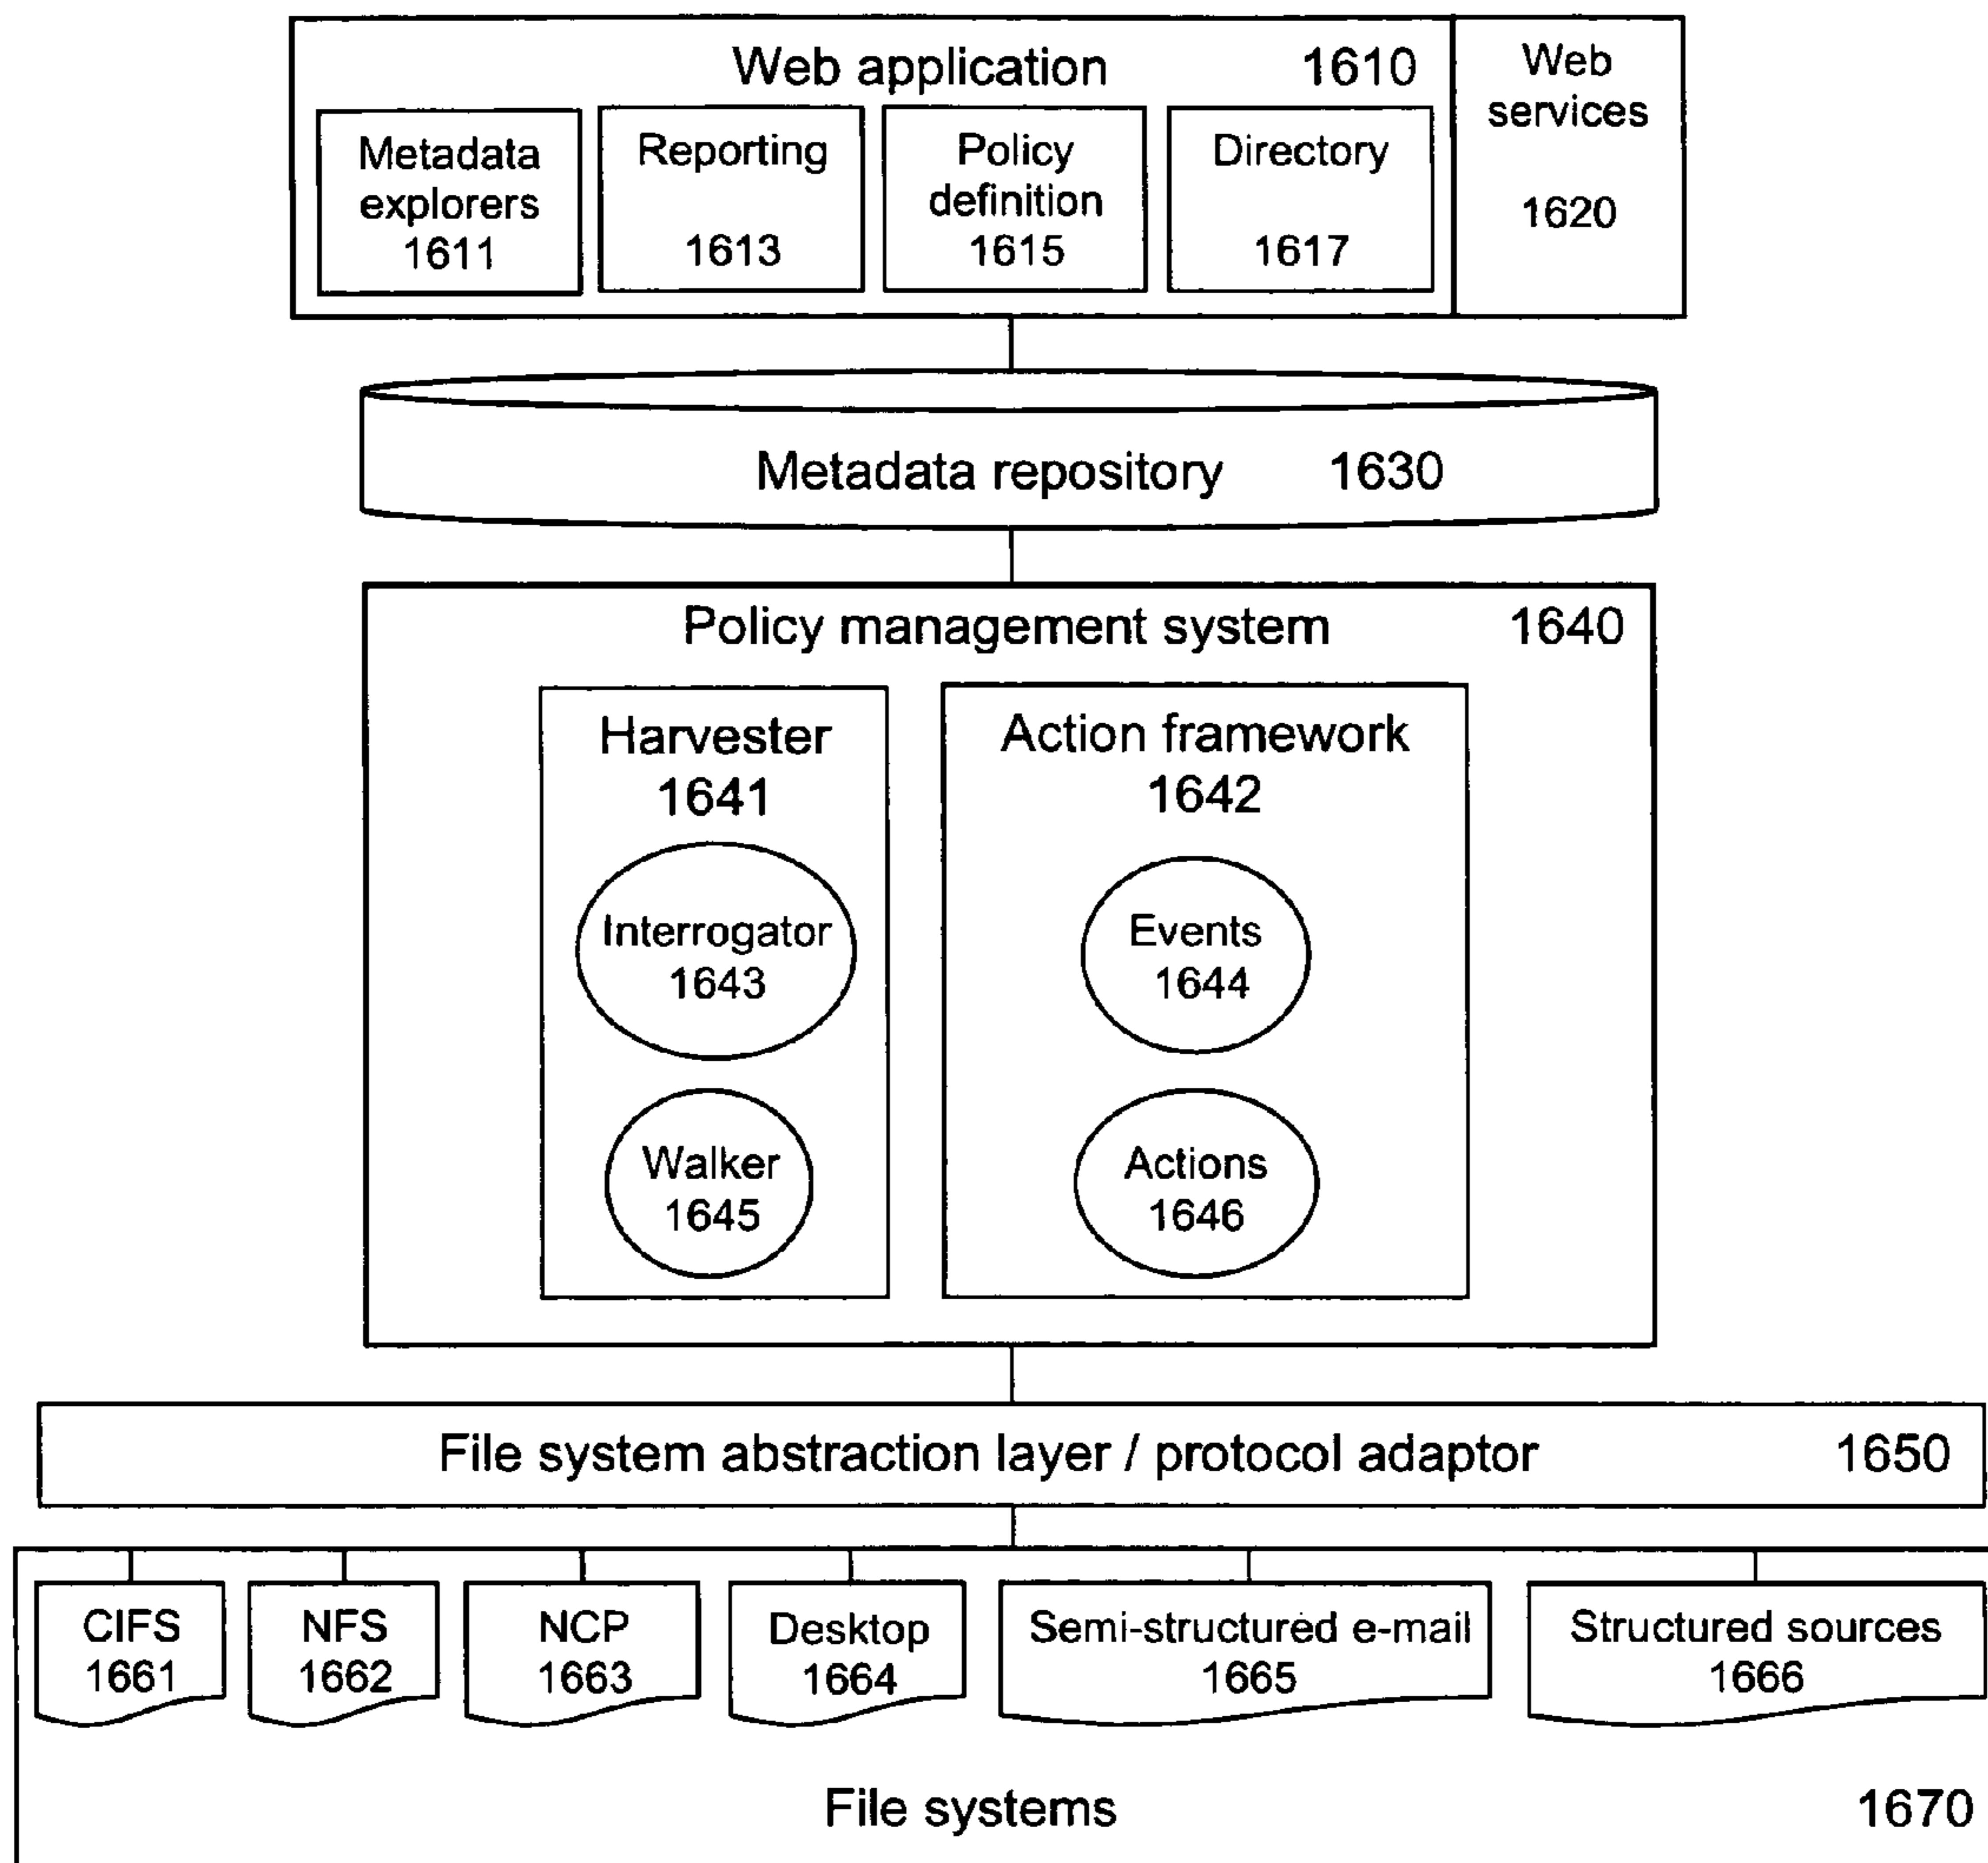 Web application 1610
Metadata
explorers
1611
Reporting
1613
Policy
definition
1615
Directory
1617
Web
services
1620
Metadata repository 1630
Policy management system 1640
Harvester
1641
Interrogator
1643
Walker
1645
Action framework
1642
Events
1644
Actions
1646
File system abstraction layer / protocol adaptor 1650
CIFS
1661
NFS
1662
NCP
1663
Desktop
1664
Semi-structured e-mail
1665
Structured sources
1666
File systems 1670